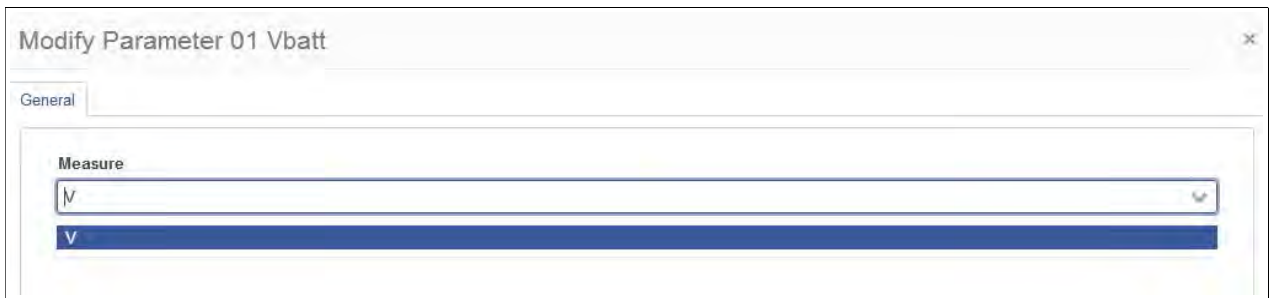 Modify Parameter 01 Vbatt
×
General
Measure
V
V